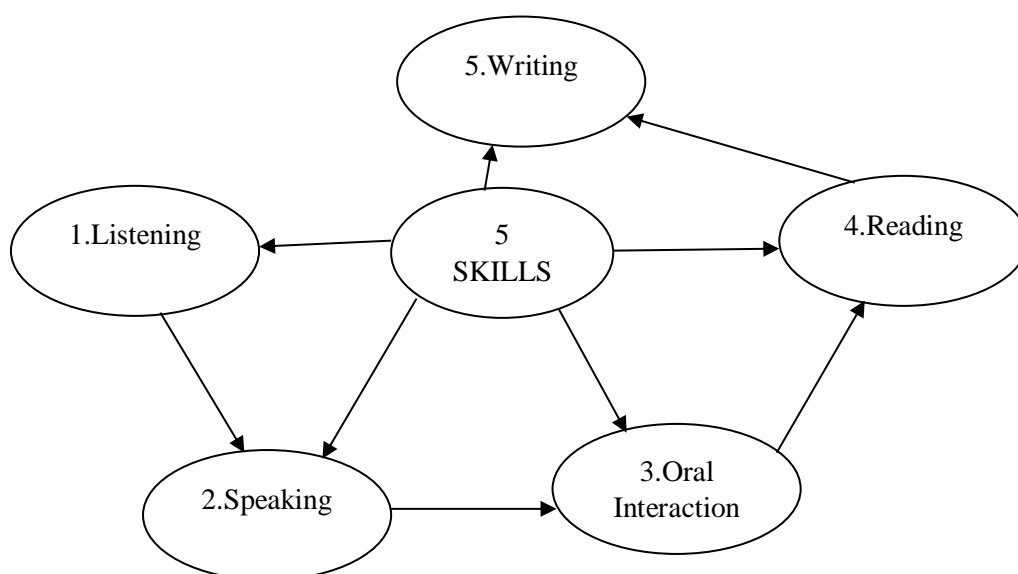 5.Writing
1.Listening
5
SKILLS
4.Reading
2.Speaking
3.Oral
Interaction